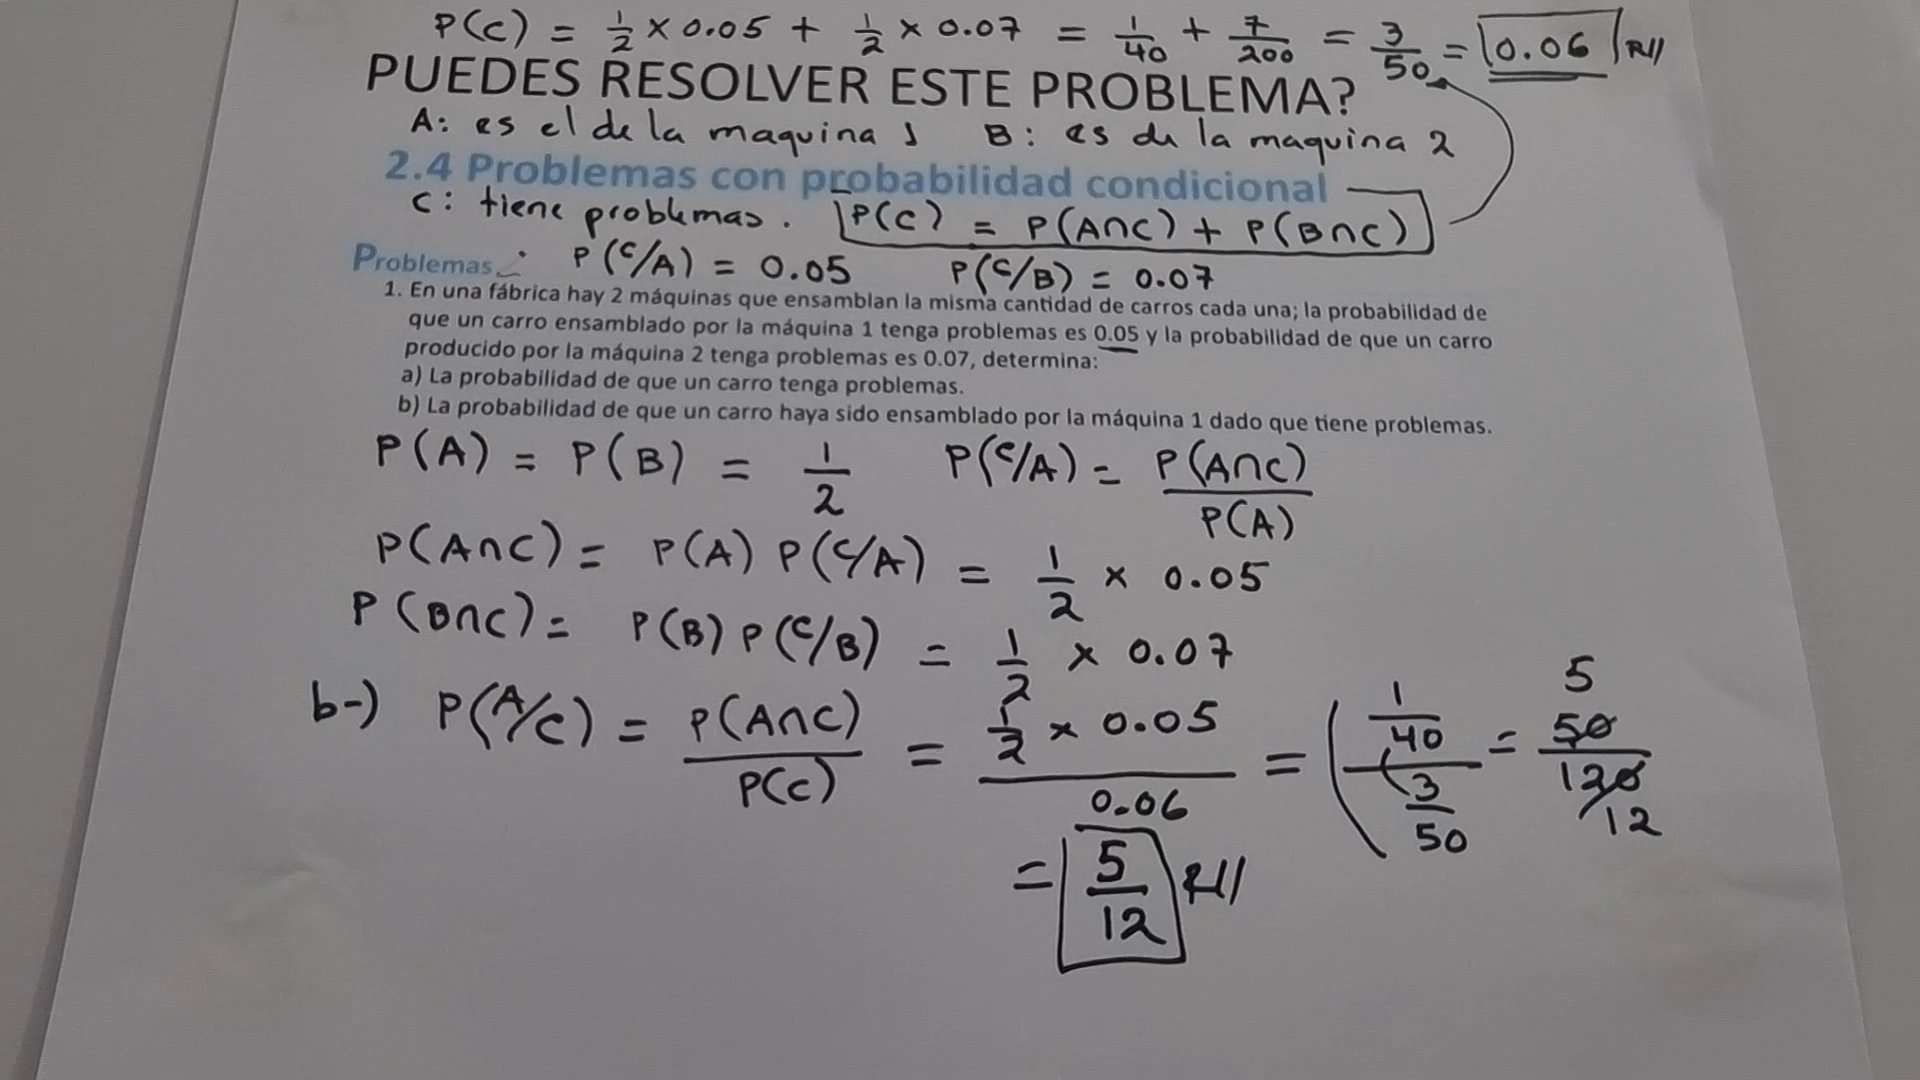 P(C) = 1/2 × 0.05 + 1/2 × 0.07 = 1/40 + 7/200 = 3/50 = 0.06 R//
PUEDES RESOLVER ESTE PROBLEMA?
A: es el de la maquina 1 B: es de la maquina 2
2.4 Problemas con probabilidad condicional
C: tiene problemas. P(C) = P(A∩C) + P(B∩C)
Problemas: P(C/A) = 0.05 P(C/B) = 0.07
1. En una fábrica hay 2 máquinas que ensamblan la misma cantidad de carros cada una; la probabilidad de
que un carro ensamblado por la máquina 1 tenga problemas es 0.05 y la probabilidad de que un carro
producido por la máquina 2 tenga problemas es 0.07, determina:
a) La probabilidad de que un carro tenga problemas.
b) La probabilidad de que un carro haya sido ensamblado por la máquina 1 dado que tiene problemas.
P(A) = P(B) = 1/2 P(C/A) = P(A∩C)/P(A)
P(A∩C) = P(A) P(C/A) = 1/2 × 0.05
P(B∩C) = P(B) P(C/B) = 1/2 × 0.07
b-) P(A/C) = P(A∩C)/P(C) = 1/2 × 0.05/0.06 = (1/40)/(3/50) = 5 50/120 12
= 5/12 R//